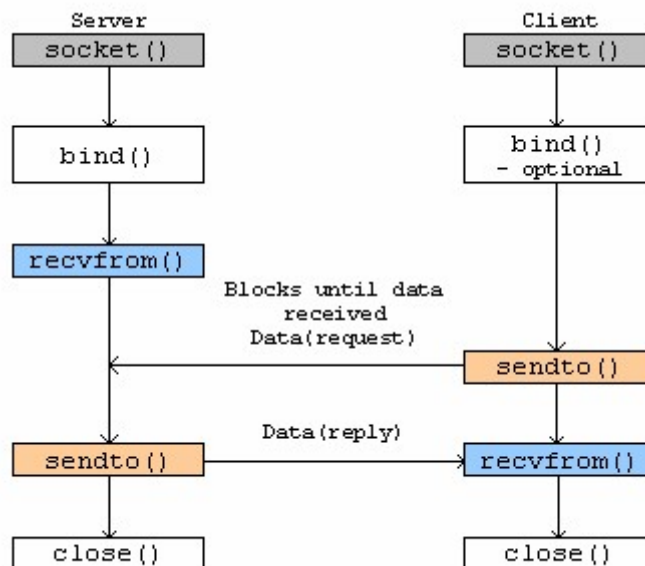 Server
Client
socket()
socket()
bind()
bind()
- optional
recvfrom()
Blocks until data
received
Data(request)
sendto()
Data(reply)
sendto()
recvfrom()
close()
close()